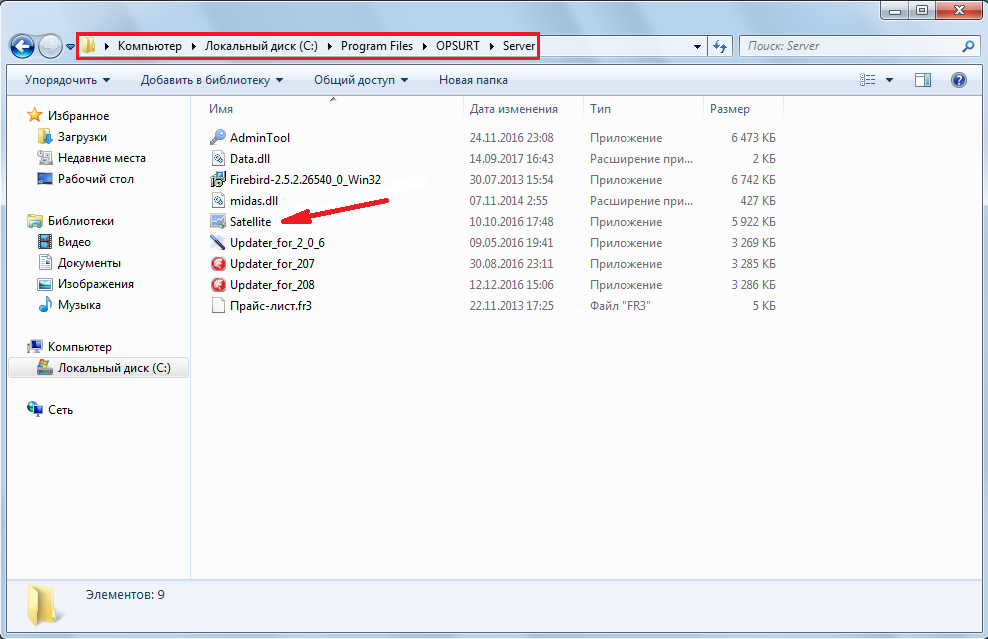 Компьютер Локальный диск (C:) Program Files OPSURT Server Поиск: Server
Упорядочить Добавить в библиотеку Общий доступ Новая папка
Избранное
Загрузки
Недавние места
Рабочий стол
Библиотеки
Видео
Документы
Изображения
Музыка
Компьютер
Локальный диск (C:)
Сеть
Имя Дата изменения Тип Размер
AdminTool 24.11.2016 23:08 Приложение 6 473 КБ
Data.dll 14.09.2017 16:43 Расширение при... 2 КБ
Firebird-2.5.2.26540_0_Win32 30.07.2013 15:54 Приложение 6 742 КБ
midas.dll 07.11.2014 2:55 Расширение при... 427 КБ
Satellite 10.10.2016 17:48 Приложение 5 922 КБ
Updater_for_2_0_6 09.05.2016 19:41 Приложение 3 269 КБ
Updater_for_207 30.08.2016 23:11 Приложение 3 285 КБ
Updater_for_208 12.12.2016 15:06 Приложение 3 286 КБ
Прайс-лист.fr3 22.11.2013 17:25 Файл "FR3" 5 КБ
Элементов: 9